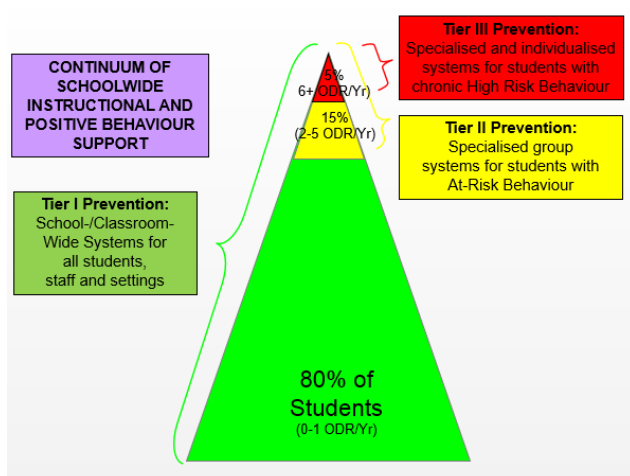 CONTINUUM OF
SCHOOLWIDE
INSTRUCTIONAL AND
POSITIVE BEHAVIOUR
SUPPORT
Tier III Prevention:
Specialised and individualised
systems for students with
chronic High Risk Behaviour
5%
6+ ODR/Yr)
15%
(2-5 ODR/Yr)
Tier II Prevention:
Specialised group
systems for students with
At-Risk Behaviour
Tier I Prevention:
School-/Classroom-
Wide Systems for
all students,
staff and settings
80% of
Students
(0-1 ODR/Yr)